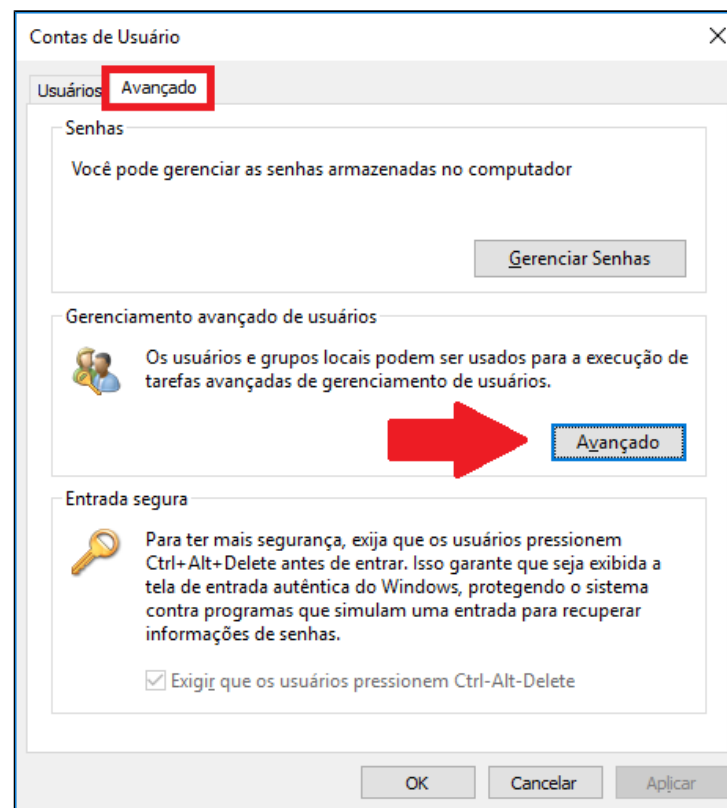 Contas de Usuário
Usuários
Avançado
Senhas
Você pode gerenciar as senhas armazenadas no computador
Gerenciar Senhas
Gerenciamento avançado de usuários
Os usuários e grupos locais podem ser usados para a execução de
tarefas avançadas de gerenciamento de usuários.
Avançado
Entrada segura
Para ter mais segurança, exija que os usuários pressionem
Ctrl+Alt+Delete antes de entrar. Isso garante que seja exibida a
tela de entrada autêntica do Windows, protegendo o sistema
contra programas que simulam uma entrada para recuperar
informações de senhas.
Exigir que os usuários pressionem Ctrl-Alt-Delete
OK
Cancelar
Aplicar